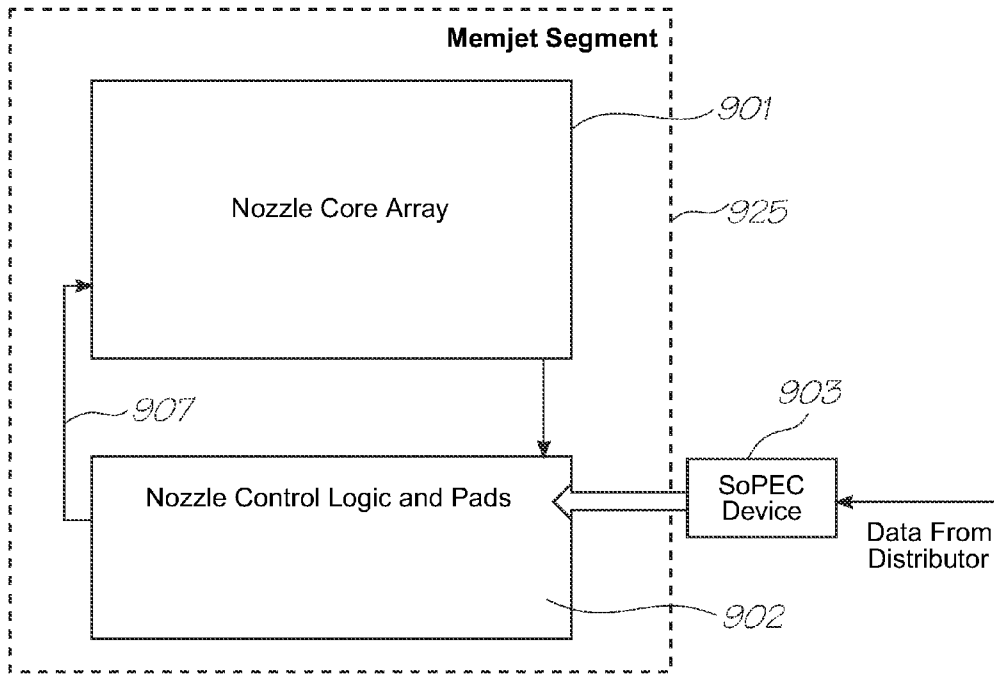 Memjet Segment
901
Nozzle Core Array
925
907
903
Nozzle Control Logic and Pads
SoPEC
Device
Data From
Distributor
902